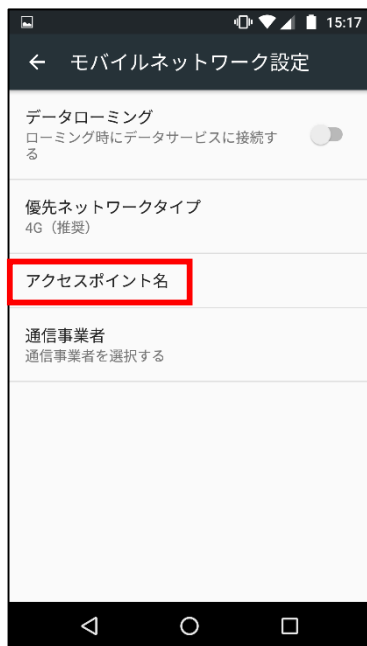 15:17
モバイルネットワーク設定
データローミング
ローミング時にデータサービスに接続す
る
優先ネットワークタイプ
4G（推奨）
アクセスポイント名
通信事業者
通信事業者を選択する